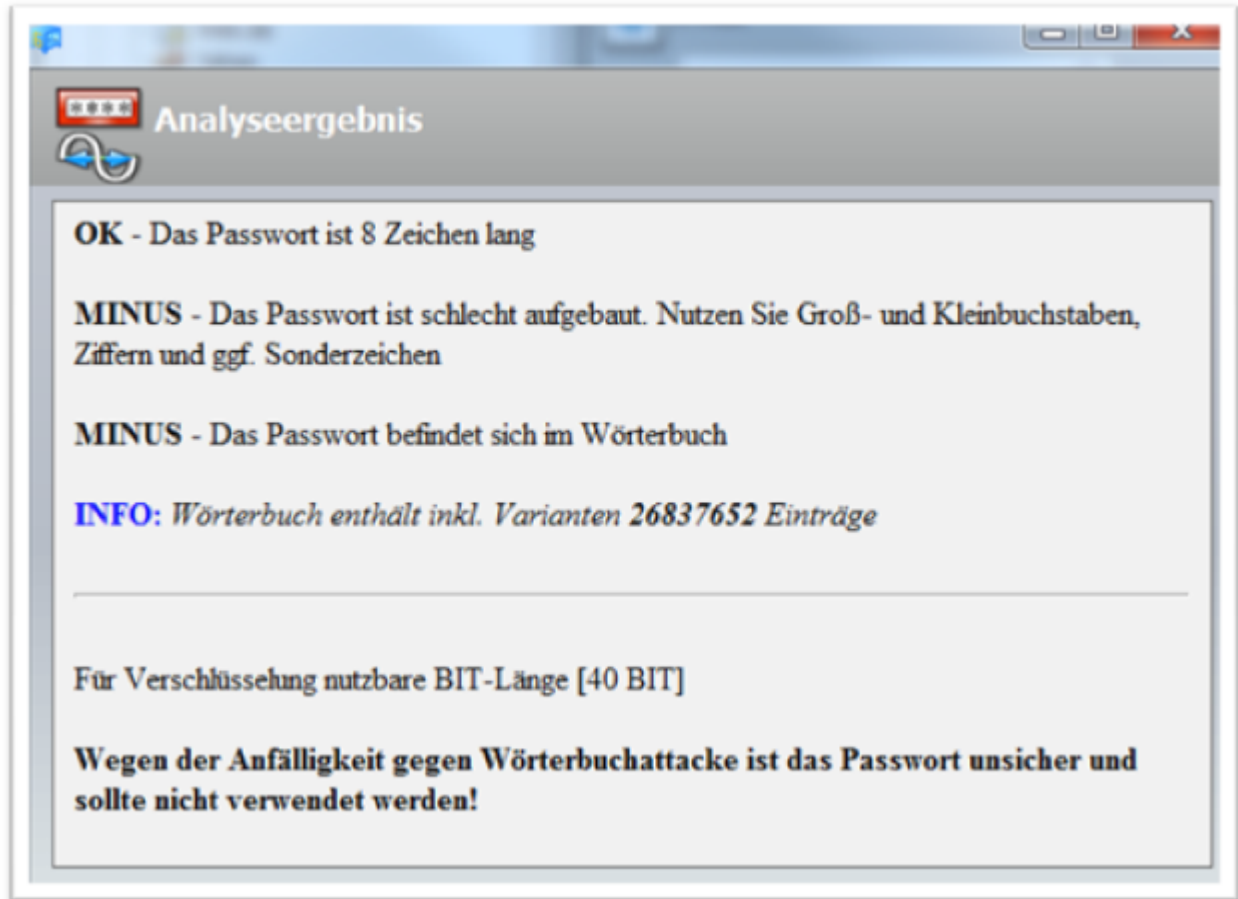 Analyseergebnis
OK - Das Passwort ist 8 Zeichen lang
MINUS - Das Passwort ist schlecht aufgebaut. Nutzen Sie Groß- und Kleinbuchstaben,
Ziffern und ggf. Sonderzeichen
MINUS - Das Passwort befindet sich im Wörterbuch
INFO: Wörterbuch enthält inkl. Varianten 26837652 Einträge
Für Verschlüsselung nutzbare BIT-Länge [40 BIT]
Wegen der Anfälligkeit gegen Wörterbuchattacke ist das Passwort unsicher und
sollte nicht verwendet werden!